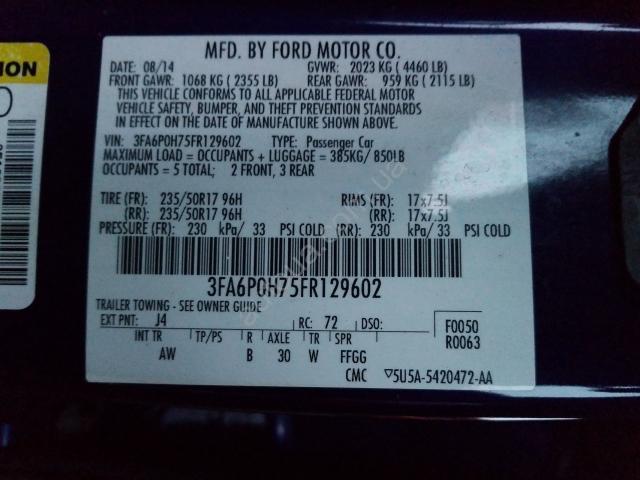 MFD. BY FORD MOTOR CO.
DATE: 08/14 GVWR: 2023 KG ( 4460 LB)
FRONT GAWR: 1068 KG ( 2355 LB) REAR GAWR: 959 KG ( 2115 LB)
THIS VEHICLE CONFORMS TO ALL APPLICABLE FEDERAL MOTOR
VEHICLE SAFETY, BUMPER, AND THEFT PREVENTION STANDARDS
IN EFFECT ON THE DATE OF MANUFACTURE SHOWN ABOVE.
VIN: 3FA6P0H75FR129602 TYPE: Passenger Car
MAXIMUM LOAD = OCCUPANTS + LUGGAGE = 385KG/ 850LB
OCCUPANTS = 5 TOTAL; 2 FRONT, 3 REAR
TIRE (FR): 235/50R17 96H RIMS (FR): 17x7.5J
(RR): 235/50R17 96H (RR): 17x7.5J
PRESSURE (FR): 230 kPa/ 33 PSI COLD (RR): 230 kPa/ 33 PSI COLD
3FA6P0H75FR129602
TRAILER TOWING - SEE OWNER GUIDE
EXT PNT: J4 RC: 72 DSO: F0050
R0063
INT TR TP/PS R AXLE TR SPR
AW B 30 W FFGG
CMC ▽5U5A-5420472-AA